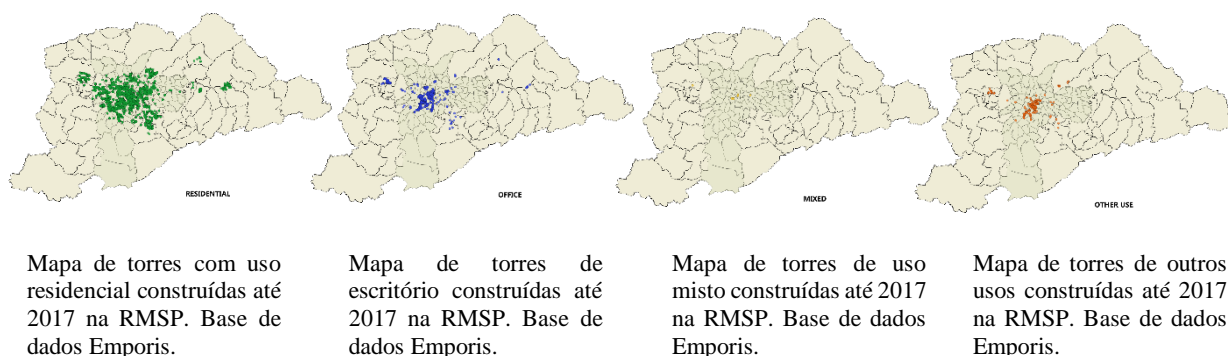 RESIDENTIAL
OFFICE
MIXED
OTHER USE
Mapa de torres com uso
residencial construídas até
2017 na RMSP. Base de
dados Emporis.
Mapa de torres de
escritório construídas até
2017 na RMSP. Base de
dados Emporis.
Mapa de torres de uso
misto construídas até 2017
na RMSP. Base de dados
Emporis.
Mapa de torres de outros
usos construídas até 2017
na RMSP. Base de dados
Emporis.